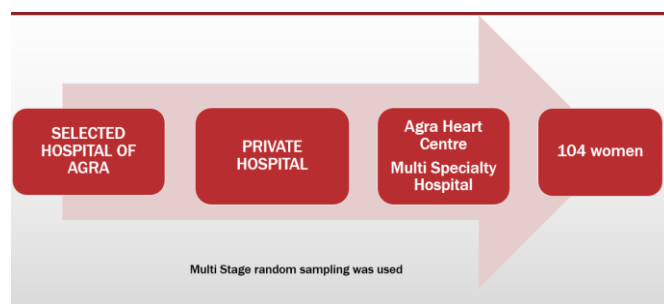 SELECTED
HOSPITAL OF
AGRA
PRIVATE
HOSPITAL
Agra Heart
Centre
Multi Specialty
Hospital
104 women
Multi Stage random sampling was used